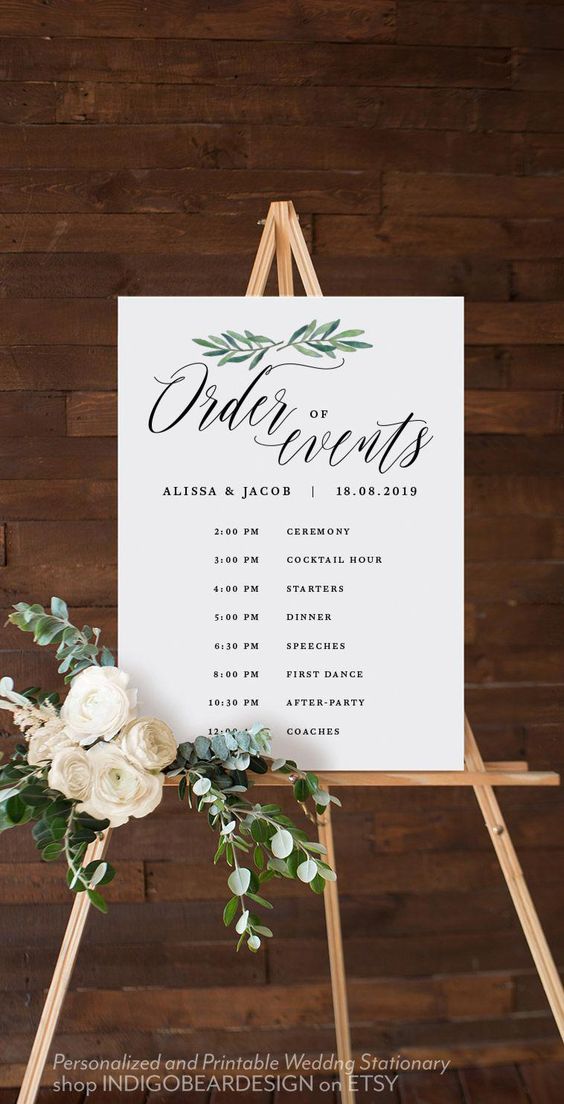 Order OF events
ALISSA & JACOB | 18.08.2019
2:00 PM CEREMONY
3:00 PM COCKTAIL HOUR
4:00 PM STARTERS
5:00 PM DINNER
6:30 PM SPEECHES
8:00 PM FIRST DANCE
10:30 PM AFTER-PARTY
COACHES
Personalized and Printable Weddng Stationary
shop INDIGOBEARDESIGN on ETSY